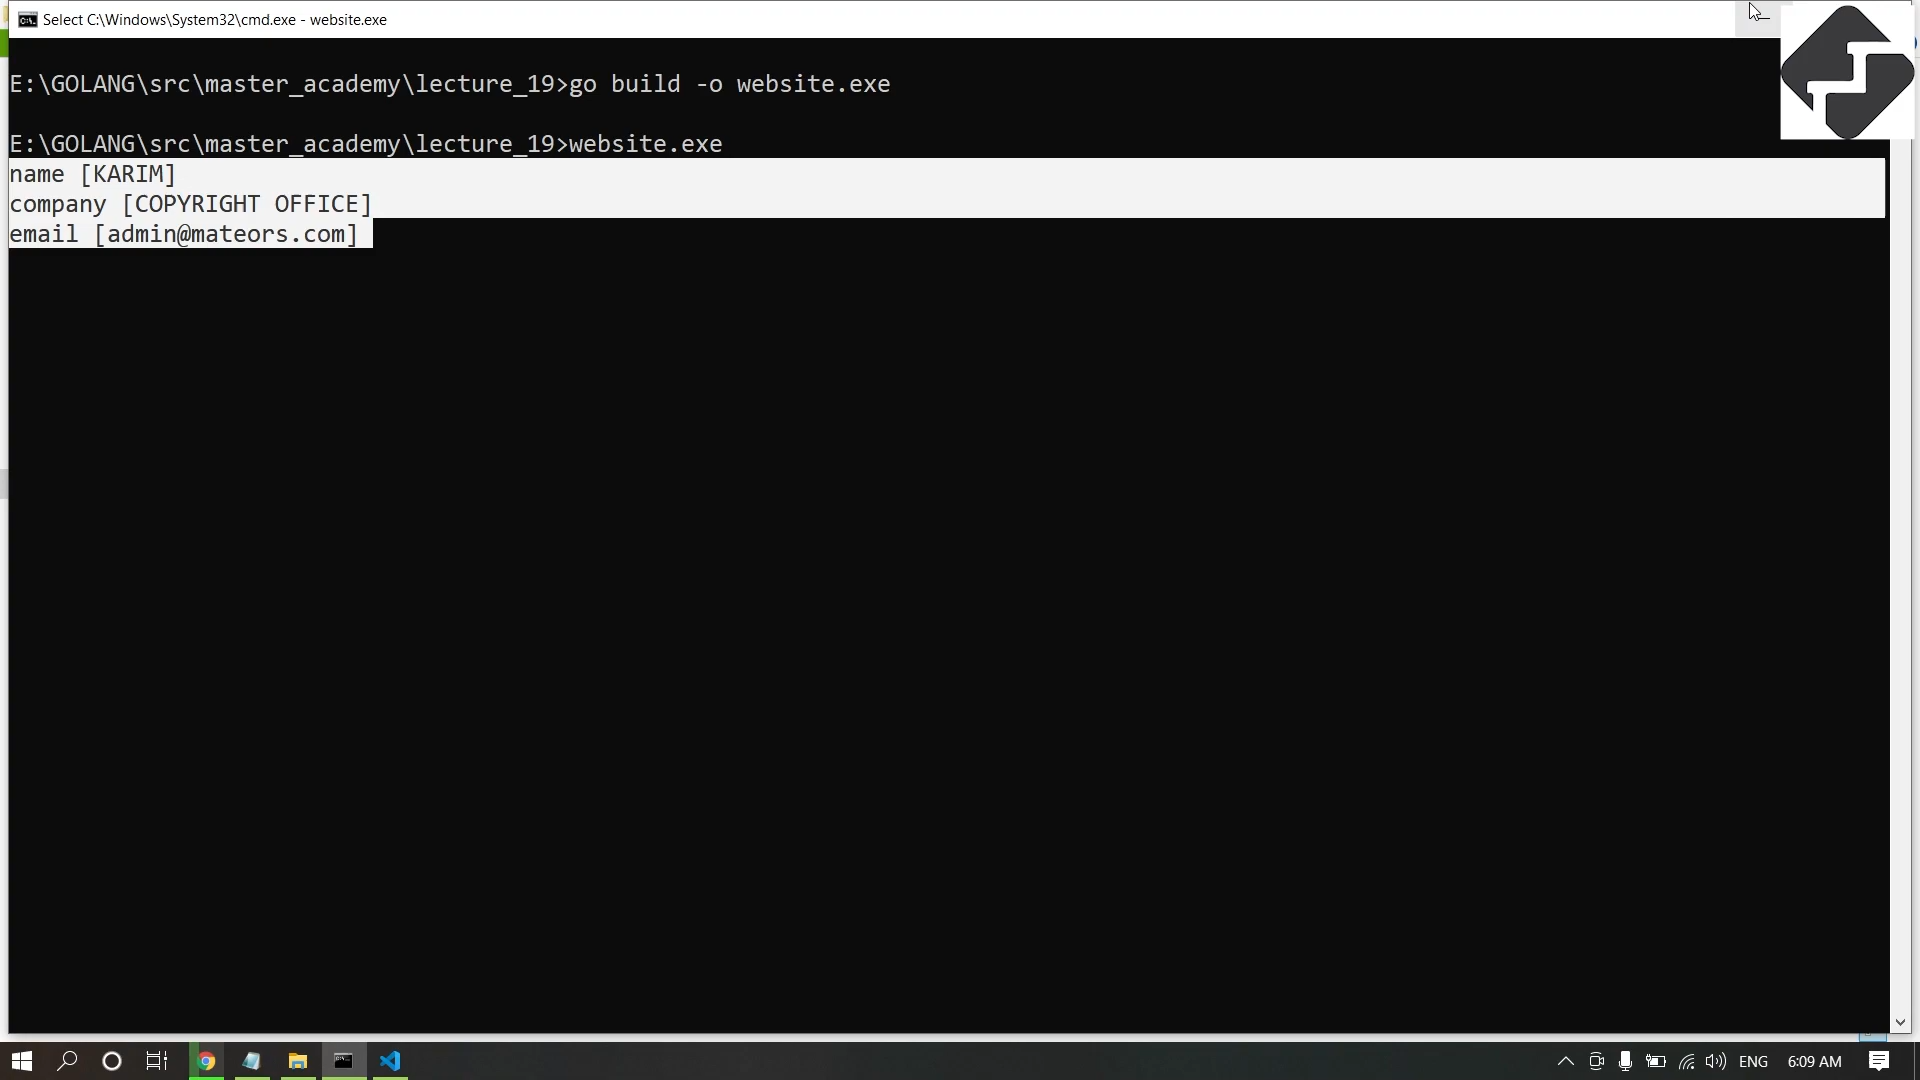 Select C:\Windows\System32\cmd.exe - website.exe
E:\GOLANG\src\master_academy\lecture_19>go build -o website.exe
E:\GOLANG\src\master_academy\lecture_19>website.exe
name [KARIM]
company [COPYRIGHT OFFICE]
email [admin@mateors.com]
ENG
6:09 AM